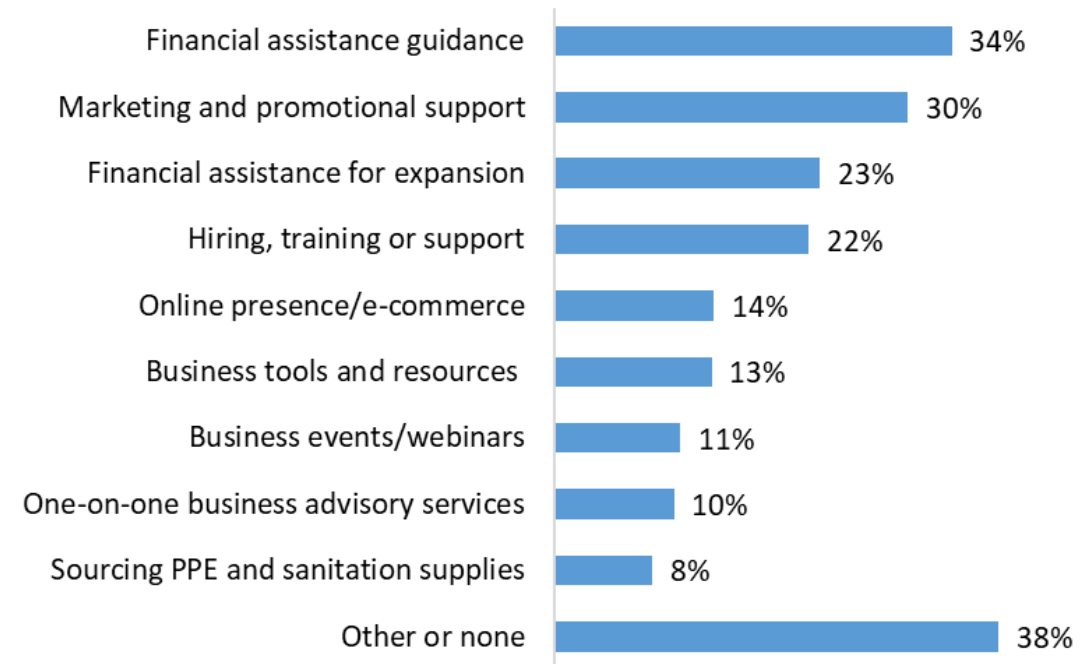 Financial assistance guidance 34%
Marketing and promotional support 30%
Financial assistance for expansion 23%
Hiring, training or support 22%
Online presence/e-commerce 14%
Business tools and resources 13%
Business events/webinars 11%
One-on-one business advisory services 10%
Sourcing PPE and sanitation supplies 8%
Other or none 38%